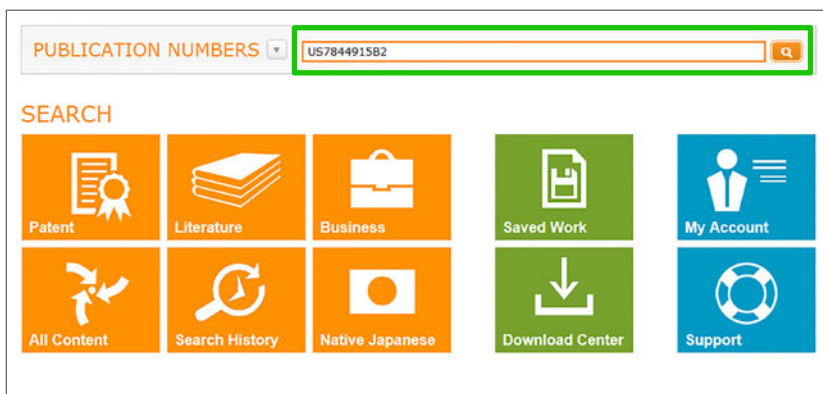 PUBLICATION NUMBERS
US7844915B2
SEARCH
Patent
Literature
Business
Saved Work
My Account
All Content
Search History
Native Japanese
Download Center
Support